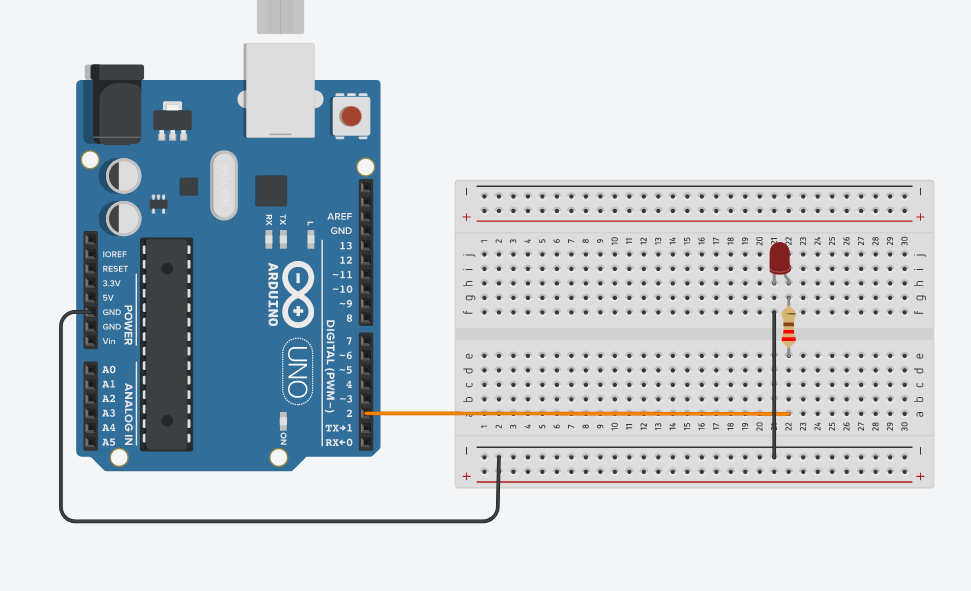 AREF
GND
13
12
~11
~10
~9
8
7
~6
~5
4
~3
2
TX→1
RX←0
DIGITAL (PWM~)
RX
TX
L
ARDUINO
UNO
ON
IOREF
RESET
3.3V
5V
GND
GND
Vin
POWER
A0
A1
A2
A3
A4
A5
ANALOG IN
− −
+ +
1 2 3 4 5 6 7 8 9 10 11 12 13 14 15 16 17 18 19 20 21 22 23 24 25 26 27 28 29 30
j j
i i
h h
g g
f f
e e
d d
c c
b b
a a
1 2 3 4 5 6 7 8 9 10 11 12 13 14 15 16 17 18 19 20 21 22 23 24 25 26 27 28 29 30
− −
+ +